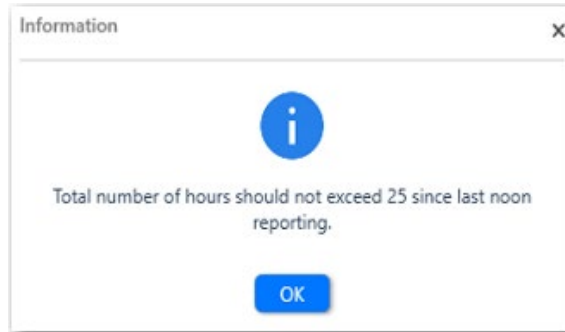 Information
Total number of hours should not exceed 25 since last noon
reporting.
OK